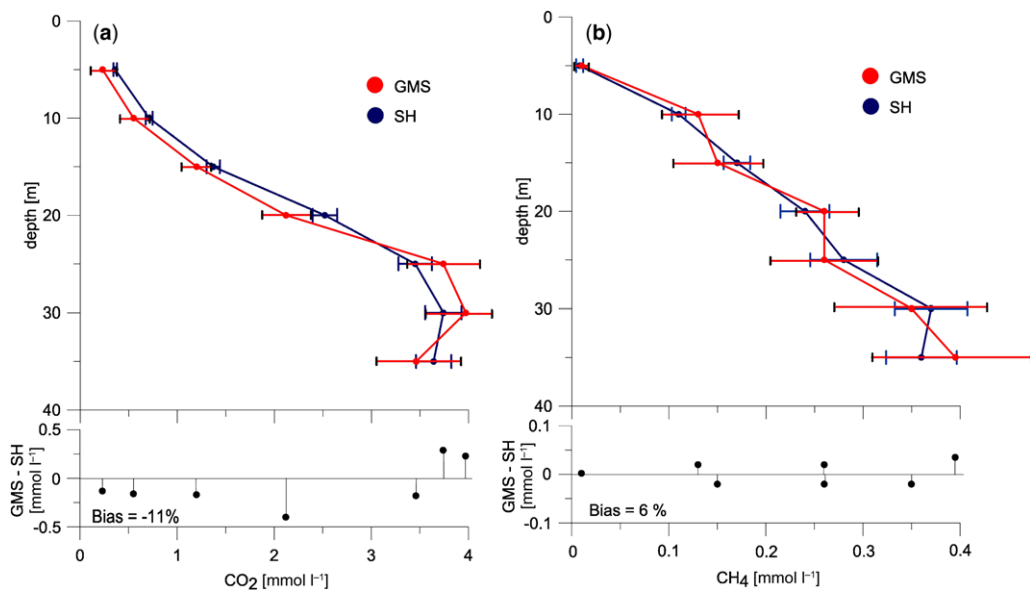 (a)
GMS
SH
depth [m]
0
10
20
30
40
GMS - SH
[mmol l⁻¹]
0.5
0
-0.5
Bias = -11%
0 1 2 3 4
CO₂ [mmol l⁻¹]
(b)
GMS
SH
depth [m]
0
10
20
30
40
GMS - SH
[mmol l⁻¹]
0.1
0
-0.1
Bias = 6 %
0 0.1 0.2 0.3 0.4
CH₄ [mmol l⁻¹]